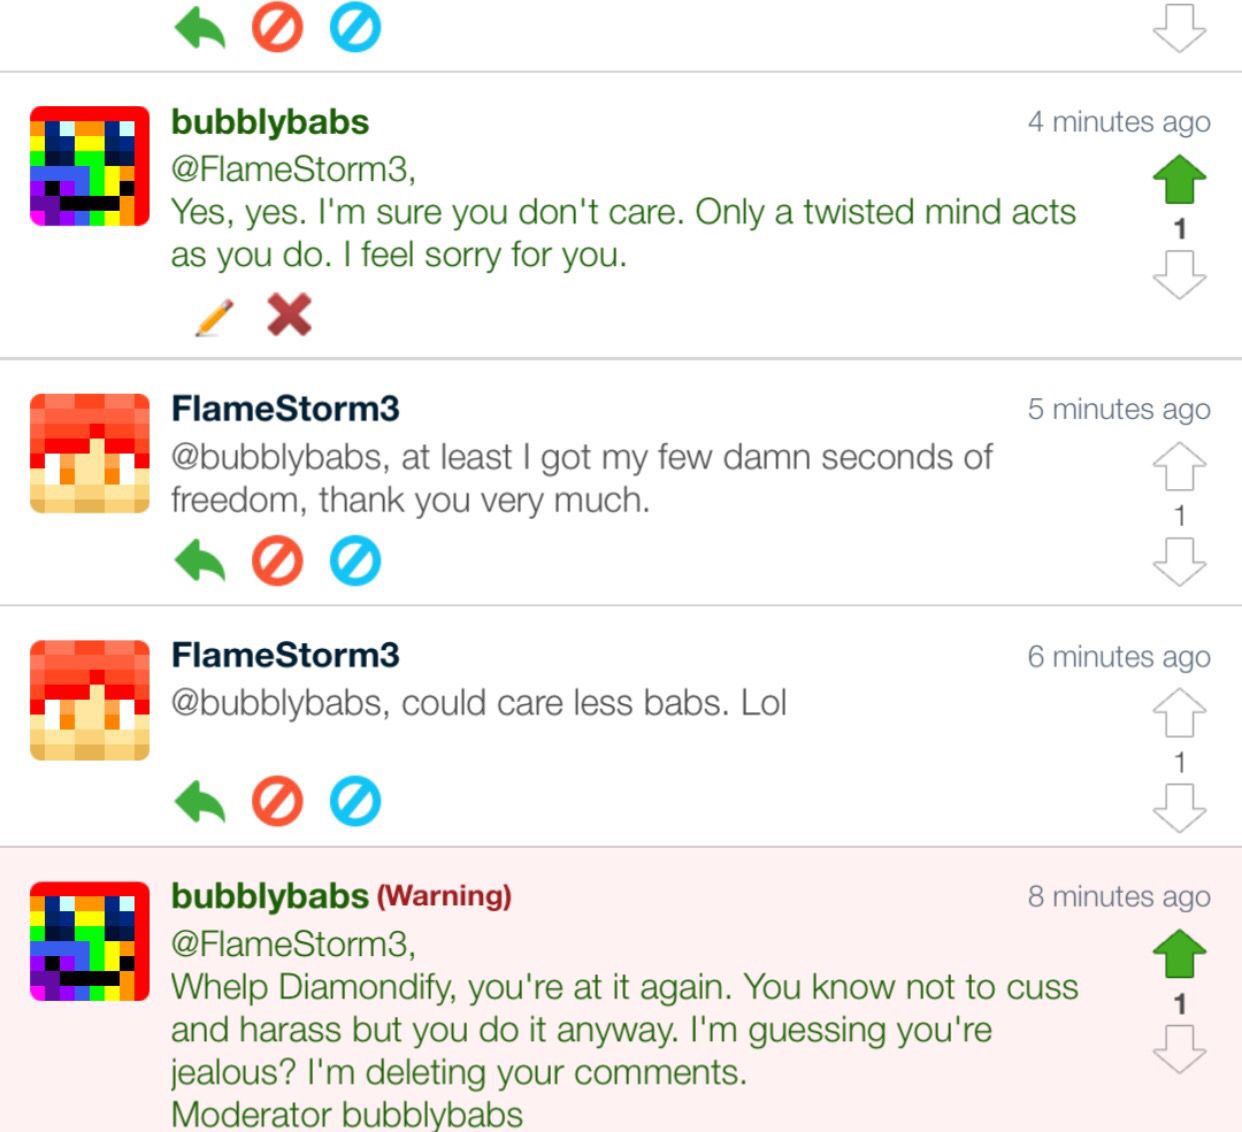 bubblybabs 4 minutes ago
@FlameStorm3,
Yes, yes. I'm sure you don't care. Only a twisted mind acts
as you do. I feel sorry for you.
1
FlameStorm3 5 minutes ago
@bubblybabs, at least I got my few damn seconds of
freedom, thank you very much.
1
FlameStorm3 6 minutes ago
@bubblybabs, could care less babs. Lol
1
bubblybabs (Warning) 8 minutes ago
@FlameStorm3,
Whelp Diamondify, you're at it again. You know not to cuss
and harass but you do it anyway. I'm guessing you're
jealous? I'm deleting your comments.
Moderator bubblybabs
1